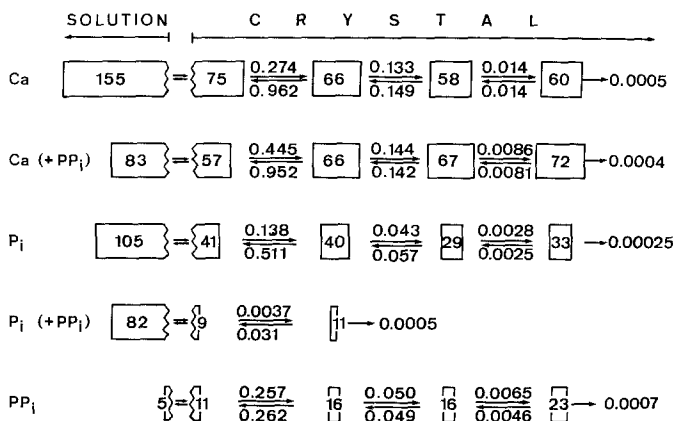 SOLUTION C R Y S T A L
Ca 155 75 0.274 0.962 66 0.133 0.149 58 0.014 0.014 60 0.0005
Ca (+PPi) 83 57 0.445 0.952 66 0.144 0.142 67 0.0086 0.0081 72 0.0004
Pi 105 41 0.138 0.511 40 0.043 0.057 29 0.0028 0.0025 33 0.00025
Pi (+PPi) 82 9 0.0037 0.031 11 0.0005
PPi 5 11 0.257 0.262 16 0.050 0.049 16 0.0065 0.0046 23 0.0007